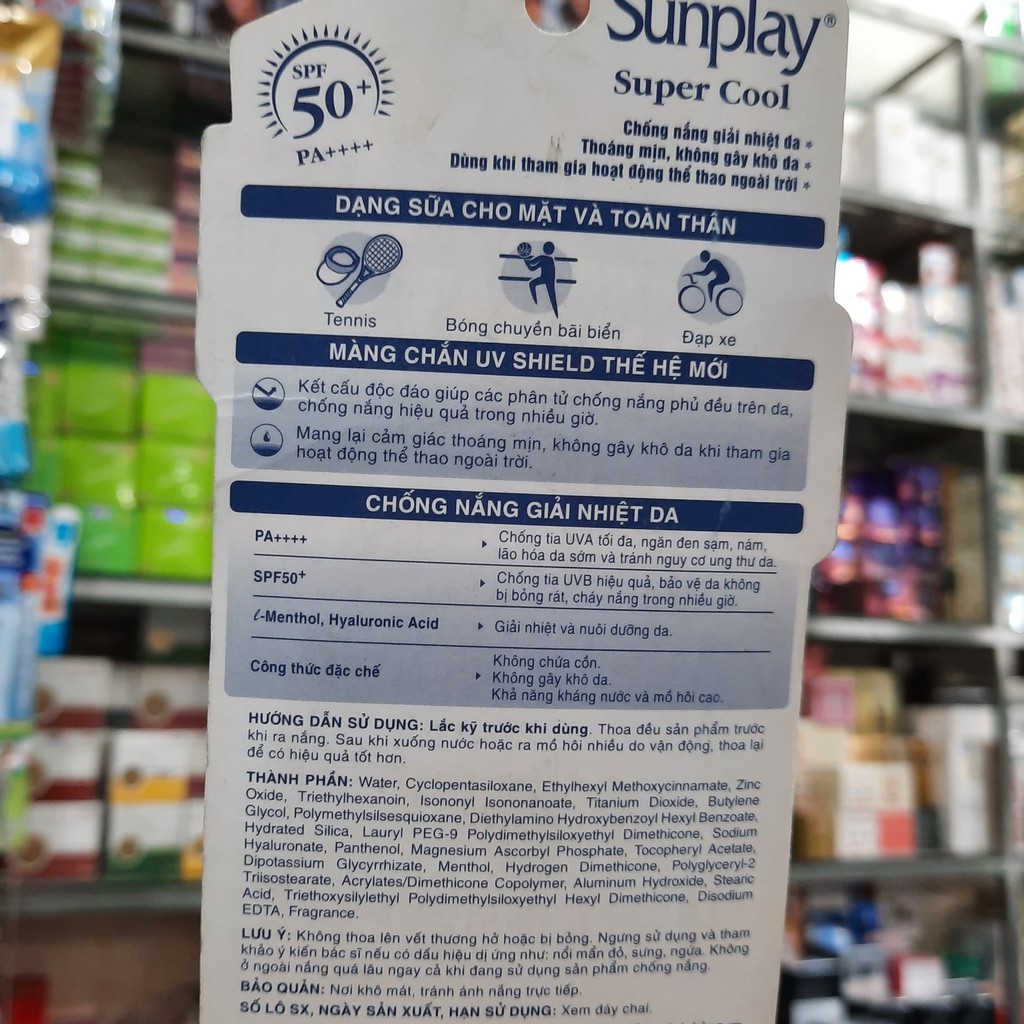 Sunplay®
Super Cool
SPF
50+
PA++++
Chống nắng giải nhiệt da *
Thoáng mịn, không gây khô da *
Dùng khi tham gia hoạt động thể thao ngoài trời *
DẠNG SỮA CHO MẶT VÀ TOÀN THÂN
Tennis
Bóng chuyền bãi biển
Đạp xe
MÀNG CHẮN UV SHIELD THẾ HỆ MỚI
Kết cấu độc đáo giúp các phân tử chống nắng phủ đều trên da,
chống nắng hiệu quả trong nhiều giờ.
Mang lại cảm giác thoáng mịn, không gây khô da khi tham gia
hoạt động thể thao ngoài trời.
CHỐNG NẮNG GIẢI NHIỆT DA
PA++++
Chống tia UVA tối đa, ngăn đen sạm, nám,
lão hóa da sớm và tránh nguy cơ ung thư da.
SPF50+
Chống tia UVB hiệu quả, bảo vệ da không
bị bỏng rát, cháy nắng trong nhiều giờ.
ℓ-Menthol, Hyaluronic Acid
Giải nhiệt và nuôi dưỡng da.
Công thức đặc chế
Không chứa cồn.
Không gây khô da.
Khả năng kháng nước và mồ hôi cao.
HƯỚNG DẪN SỬ DỤNG: Lắc kỹ trước khi dùng. Thoa đều sản phẩm trước
khi ra nắng. Sau khi xuống nước hoặc ra mồ hôi nhiều do vận động, thoa lại
để có hiệu quả tốt hơn.
THÀNH PHẦN: Water, Cyclopentasiloxane, Ethylhexyl Methoxycinnamate, Zinc
Oxide, Triethylhexanoin, Isononyl Isononanoate, Titanium Dioxide, Butylene
Glycol, Polymethylsilsesquioxane, Diethylamino Hydroxybenzoyl Hexyl Benzoate,
Hydrated Silica, Lauryl PEG-9 Polydimethylsiloxyethyl Dimethicone, Sodium
Hyaluronate, Panthenol, Magnesium Ascorbyl Phosphate, Tocopheryl Acetate,
Dipotassium Glycyrrhizate, Menthol, Hydrogen Dimethicone, Polyglyceryl-2
Triisostearate, Acrylates/Dimethicone Copolymer, Aluminum Hydroxide, Stearic
Acid, Triethoxysilylethyl Polydimethylsiloxyethyl Hexyl Dimethicone, Disodium
EDTA, Fragrance.
LƯU Ý: Không thoa lên vết thương hở hoặc bị bỏng. Ngưng sử dụng và tham
khảo ý kiến bác sĩ nếu có dấu hiệu dị ứng như: nổi mẩn đỏ, sưng, ngứa. Không
ở ngoài nắng quá lâu ngay cả khi đang sử dụng sản phẩm chống nắng.
BẢO QUẢN: Nơi khô mát, tránh ánh nắng trực tiếp.
SỐ LÔ SX, NGÀY SẢN XUẤT, HẠN SỬ DỤNG: Xem đáy chai.